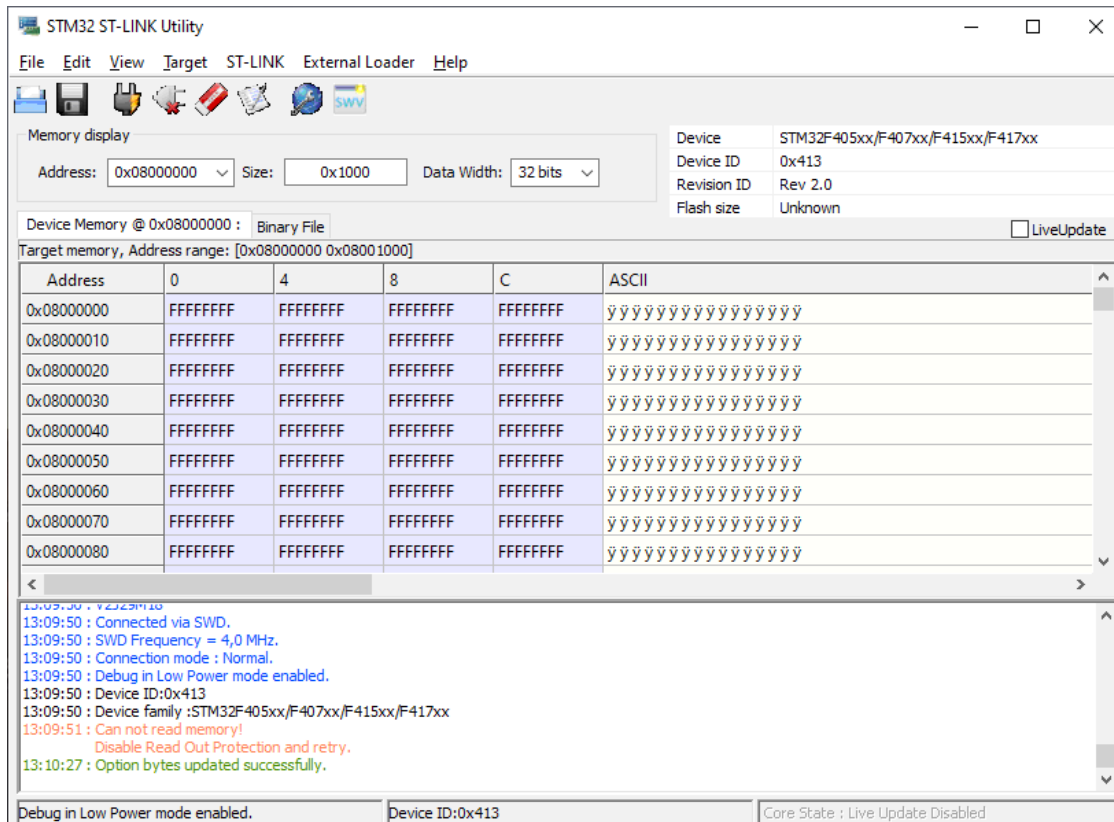 STM32 ST-LINK Utility
File Edit View Target ST-LINK External Loader Help
SWV
Memory display
Address: 0x08000000 Size: 0x1000 Data Width: 32 bits
Device STM32F405xx/F407xx/F415xx/F417xx
Device ID 0x413
Revision ID Rev 2.0
Flash size Unknown
Device Memory @ 0x08000000 : Binary File
LiveUpdate
Target memory, Address range: [0x08000000 0x08001000]
Address 0 4 8 C ASCII
0x08000000 FFFFFFFF FFFFFFFF FFFFFFFF FFFFFFFF ÿÿÿÿÿÿÿÿÿÿÿÿÿÿÿÿ
0x08000010 FFFFFFFF FFFFFFFF FFFFFFFF FFFFFFFF ÿÿÿÿÿÿÿÿÿÿÿÿÿÿÿÿ
0x08000020 FFFFFFFF FFFFFFFF FFFFFFFF FFFFFFFF ÿÿÿÿÿÿÿÿÿÿÿÿÿÿÿÿ
0x08000030 FFFFFFFF FFFFFFFF FFFFFFFF FFFFFFFF ÿÿÿÿÿÿÿÿÿÿÿÿÿÿÿÿ
0x08000040 FFFFFFFF FFFFFFFF FFFFFFFF FFFFFFFF ÿÿÿÿÿÿÿÿÿÿÿÿÿÿÿÿ
0x08000050 FFFFFFFF FFFFFFFF FFFFFFFF FFFFFFFF ÿÿÿÿÿÿÿÿÿÿÿÿÿÿÿÿ
0x08000060 FFFFFFFF FFFFFFFF FFFFFFFF FFFFFFFF ÿÿÿÿÿÿÿÿÿÿÿÿÿÿÿÿ
0x08000070 FFFFFFFF FFFFFFFF FFFFFFFF FFFFFFFF ÿÿÿÿÿÿÿÿÿÿÿÿÿÿÿÿ
0x08000080 FFFFFFFF FFFFFFFF FFFFFFFF FFFFFFFF ÿÿÿÿÿÿÿÿÿÿÿÿÿÿÿÿ
13:09:50 : Connected via SWD.
13:09:50 : SWD Frequency = 4,0 MHz.
13:09:50 : Connection mode : Normal.
13:09:50 : Debug in Low Power mode enabled.
13:09:50 : Device ID:0x413
13:09:50 : Device family :STM32F405xx/F407xx/F415xx/F417xx
13:09:51 : Can not read memory!
Disable Read Out Protection and retry.
13:10:27 : Option bytes updated successfully.
Debug in Low Power mode enabled. Device ID:0x413 Core State : Live Update Disabled